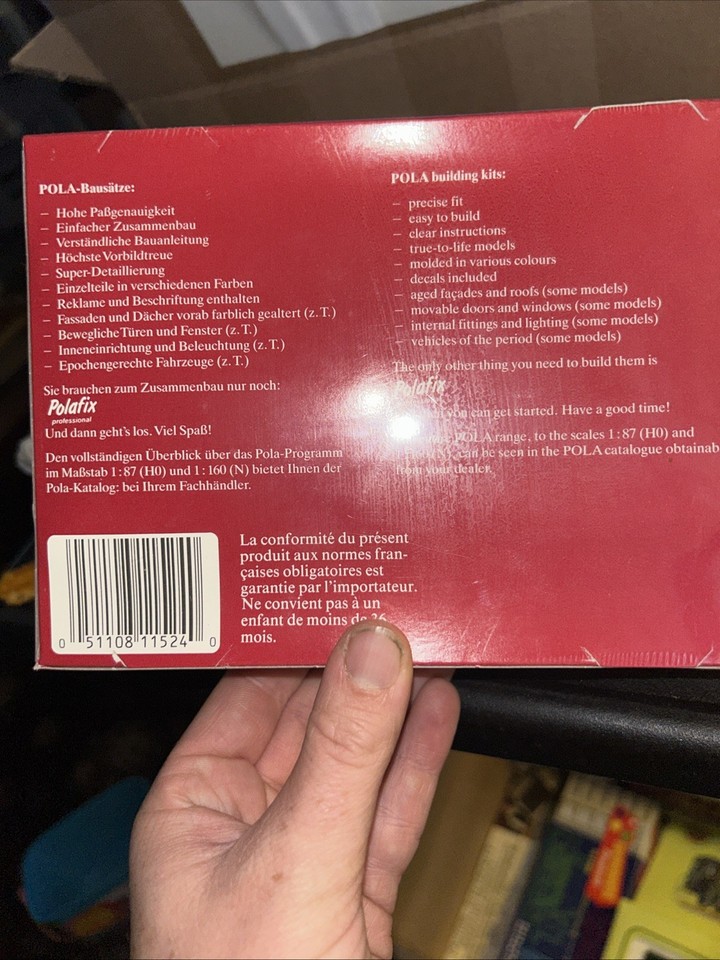 POLA-Bausätze:
– Hohe Paßgenauigkeit
– Einfacher Zusammenbau
– Verständliche Bauanleitung
– Höchste Vorbildtreue
– Super-Detaillierung
– Einzelteile in verschiedenen Farben
– Reklame und Beschriftung enthalten
– Fassaden und Dächer vorab farblich gealtert (z. T.)
– Bewegliche Türen und Fenster (z. T.)
– Inneneinrichtung und Beleuchtung (z. T.)
– Epochengerechte Fahrzeuge (z. T.)
Sie brauchen zum Zusammenbau nur noch:
Polafix
professional
Und dann geht's los. Viel Spaß!
Den vollständigen Überblick über das Pola-Programm
im Maßstab 1:87 (H0) und 1:160 (N) bietet Ihnen der
Pola-Katalog: bei Ihrem Fachhändler.
POLA building kits:
– precise fit
– easy to build
– clear instructions
– true-to-life models
– molded in various colours
– decals included
– aged façades and roofs (some models)
– movable doors and windows (some models)
– internal fittings and lighting (some models)
– vehicles of the period (some models)
The only other thing you need to build them is
Polafix
you can get started. Have a good time!
POLA range, to the scales 1:87 (H0) and
can be seen in the POLA catalogue
from your dealer.
La conformité du présent
produit aux normes fran-
çaises obligatoires est
garantie par l'importateur.
Ne convient pas à un
enfant de moins de 36
mois.
0 51108 11524 0